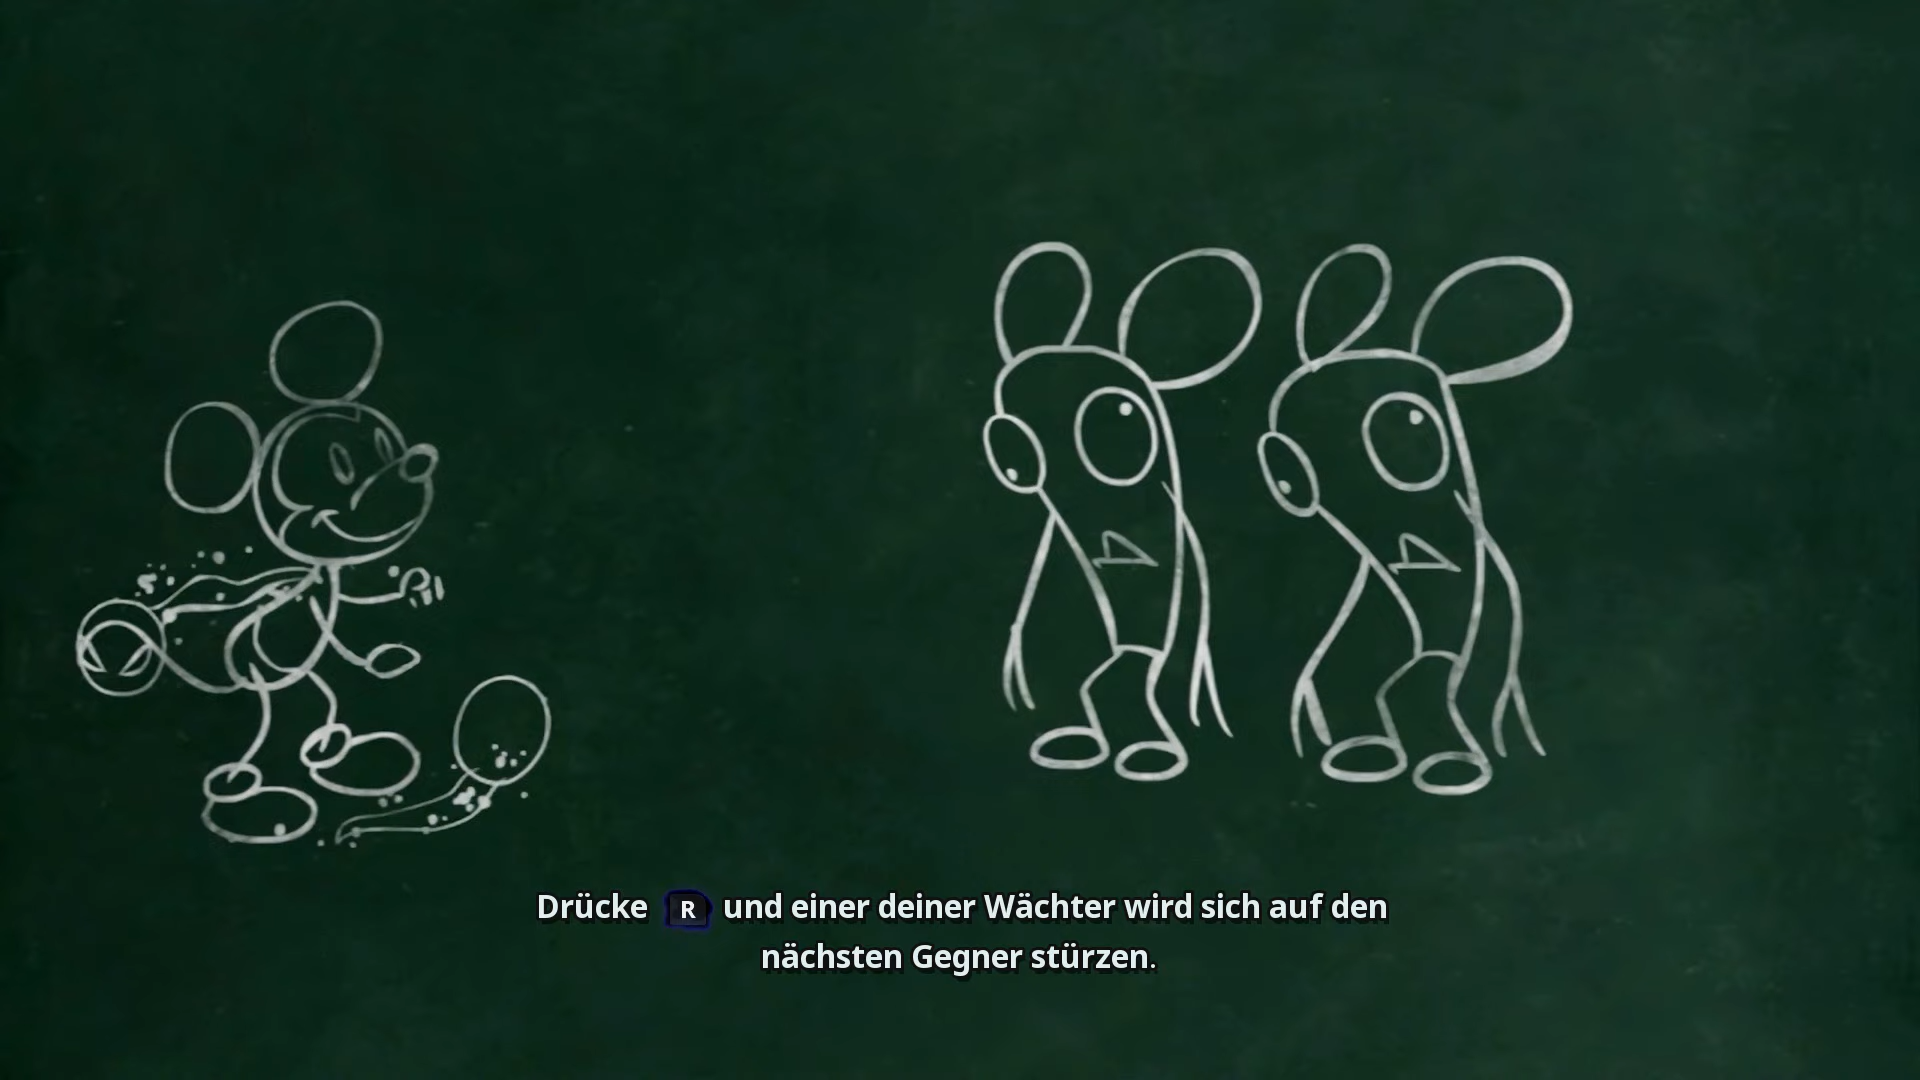 Drücke R und einer deiner Wächter wird sich auf den
nächsten Gegner stürzen.